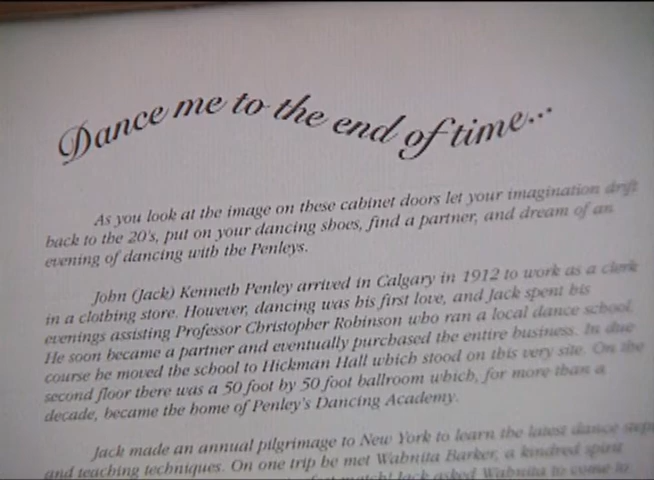 Dance me to the end of time...
As you look at the image on these cabinet doors let your imagination drift
back to the 20's, put on your dancing shoes, find a partner, and dream of an
evening of dancing with the Penleys.
John (Jack) Kenneth Penley arrived in Calgary in 1912 to work as a clerk
in a clothing store. However, dancing was his first love, and Jack spent his
evenings assisting Professor Christopher Robinson who ran a local dance school.
He soon became a partner and eventually purchased the entire business. In due
course he moved the school to Hickman Hall which stood on this very site. On the
second floor there was a 50 foot by 50 foot ballroom which, for more than a
decade, became the home of Penley's Dancing Academy.
Jack made an annual pilgrimage to New York to learn the latest dance steps
and teaching techniques. On one trip he met Wabnita Barker, a kindred spirit
match! Jack asked Wabnita to come to